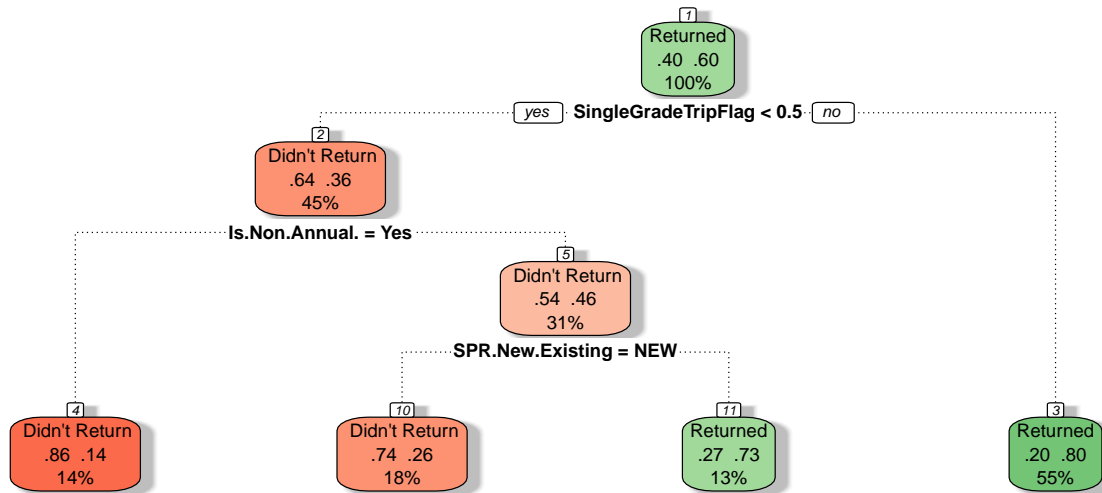 1
Returned
.40 .60
100%
yes SingleGradeTripFlag < 0.5 no
2
Didn't Return
.64 .36
45%
Is.Non.Annual. = Yes
5
Didn't Return
.54 .46
31%
SPR.New.Existing = NEW
4
Didn't Return
.86 .14
14%
10
Didn't Return
.74 .26
18%
11
Returned
.27 .73
13%
3
Returned
.20 .80
55%